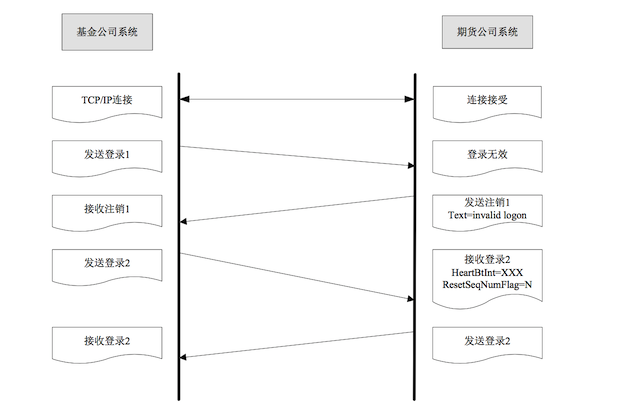 基金公司系统
期货公司系统
TCP/IP连接
连接接受
发送登录1
登录无效
接收注销1
发送注销1
Text=invalid logon
发送登录2
接收登录2
HeartBtInt=XXX
ResetSeqNumFlag=N
接收登录2
发送登录2